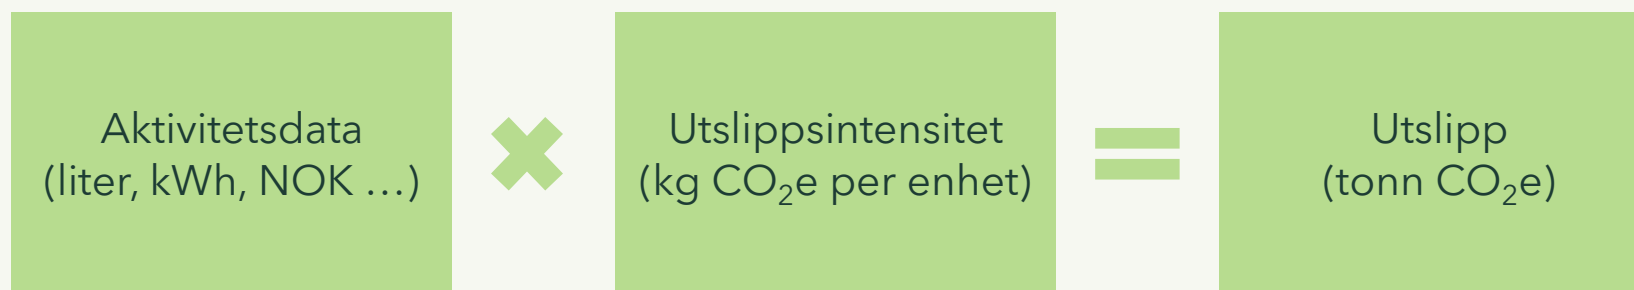 Aktivitetsdata
(liter, kWh, NOK …)
Utslippsintensitet
(kg CO₂e per enhet)
Utslipp
(tonn CO₂e)